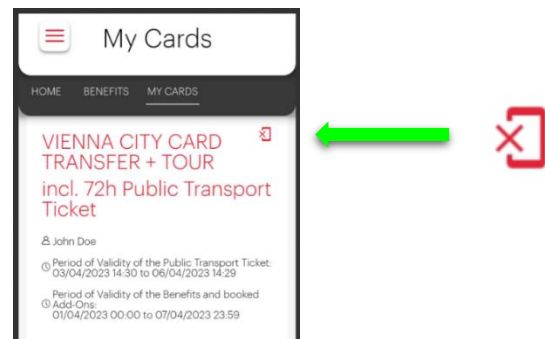 My Cards
HOME BENEFITS MY CARDS
VIENNA CITY CARD
TRANSFER + TOUR
incl. 72h Public Transport
Ticket
John Doe
Period of Validity of the Public Transport Ticket:
03/04/2023 14:30 to 06/04/2023 14:29
Period of Validity of the Benefits and booked
Add-Ons:
01/04/2023 00:00 to 07/04/2023 23:59